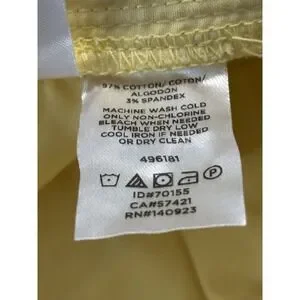 97% COTTON/ COTON/
ALGODON
3% SPANDEX
MACHINE WASH COLD
ONLY NON-CHLORINE
BLEACH WHEN NEEDED
TUMBLE DRY LOW
COOL IRON IF NEEDED
OR DRY CLEAN
496181
ID#70155
CA#57421
RN#140923